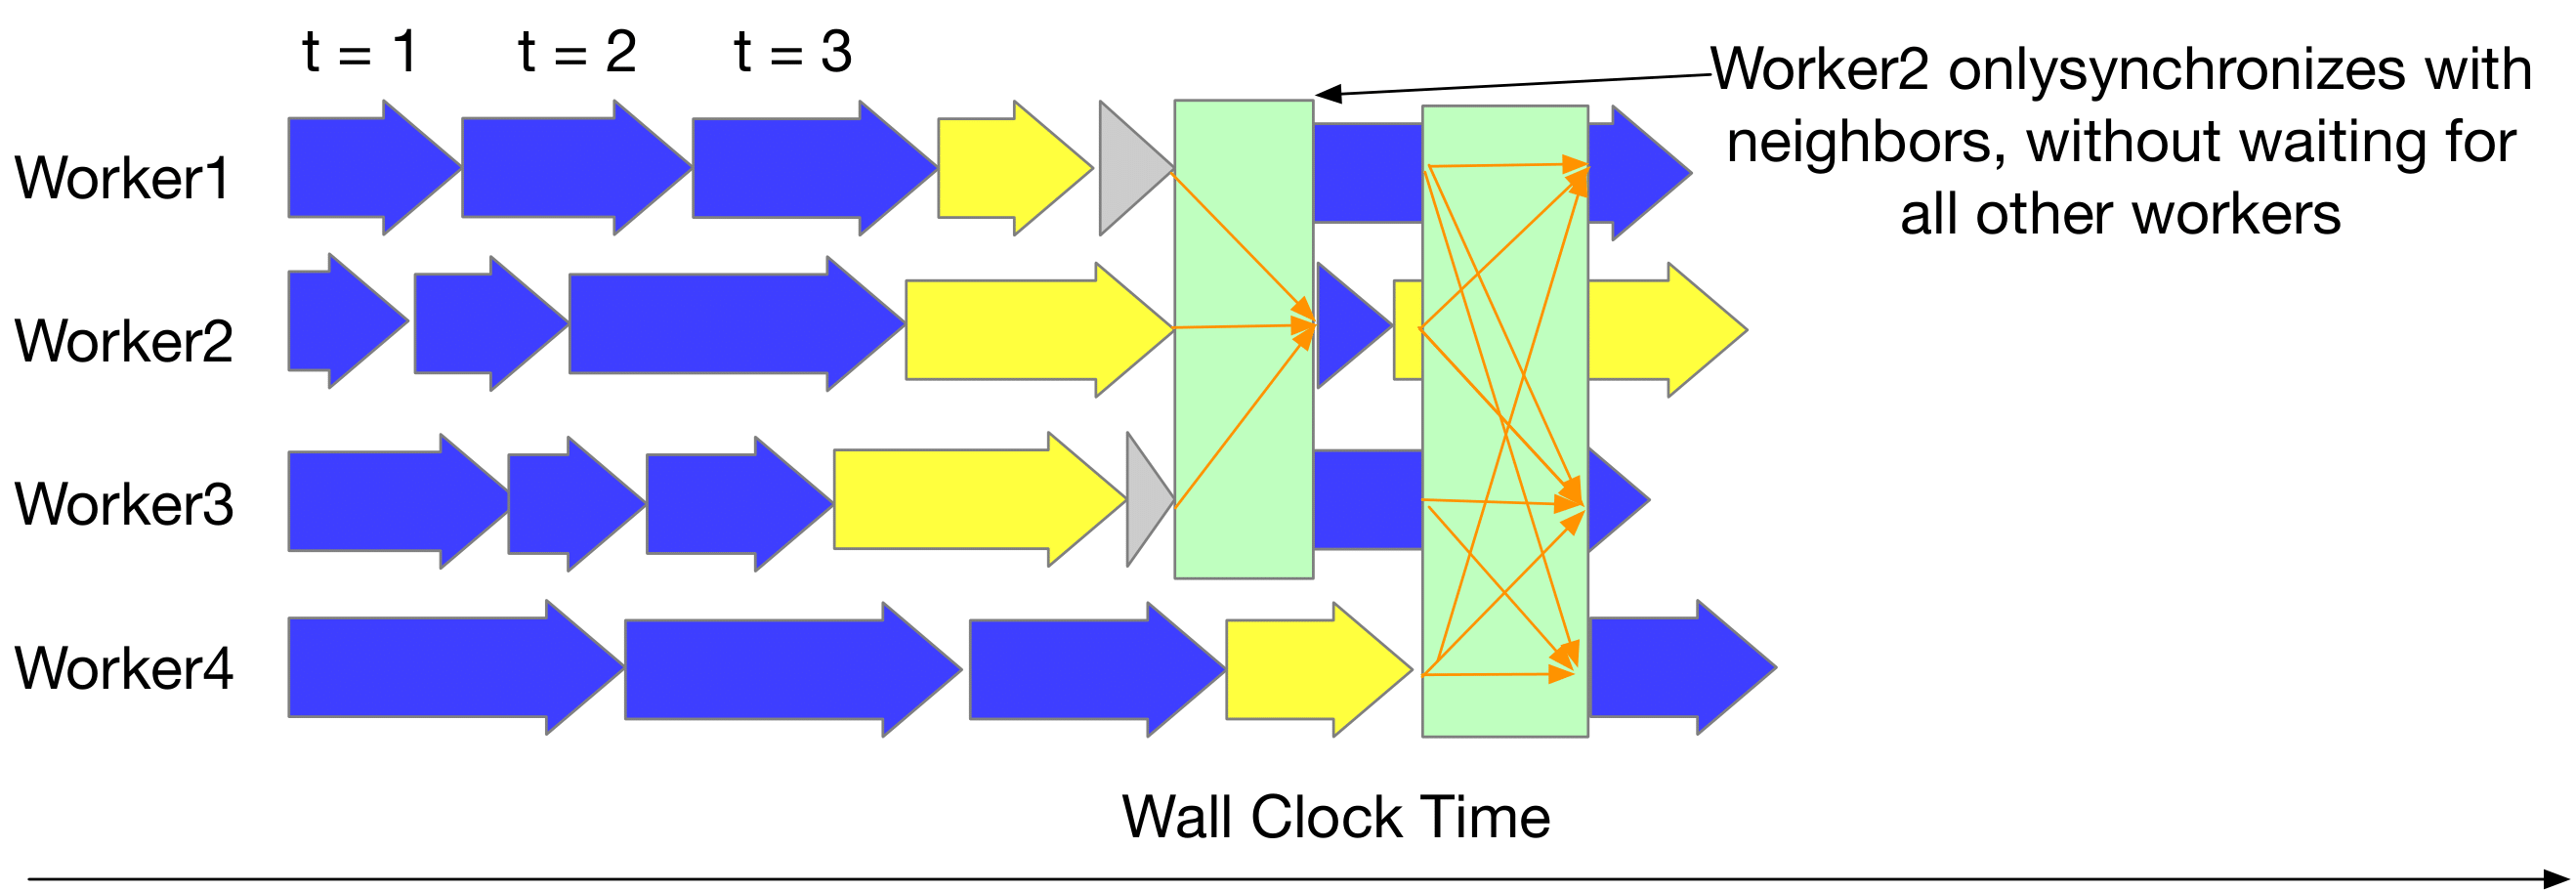 t = 1 t = 2 t = 3
Worker2 onlysynchronizes with
neighbors, without waiting for
all other workers
Worker1
Worker2
Worker3
Worker4
Wall Clock Time